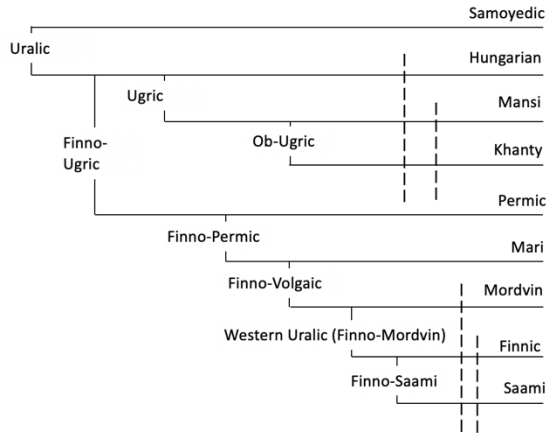 Samoyedic
Uralic
Hungarian
Ugric
Mansi
Finno-
Ugric
Ob-Ugric
Khanty
Permic
Finno-Permic
Mari
Finno-Volgaic
Mordvin
Western Uralic (Finno-Mordvin)
Finnic
Finno-Saami
Saami